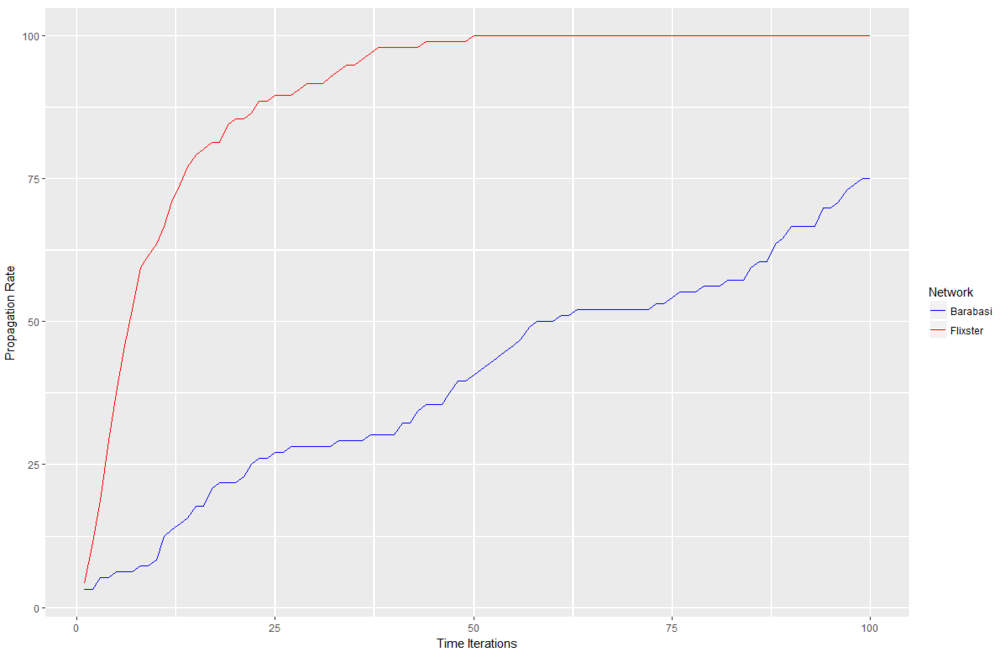 100
75
50
25
0
Propagation Rate
0 25 50 75 100
Time Iterations
Network
Barabasi
Flixster